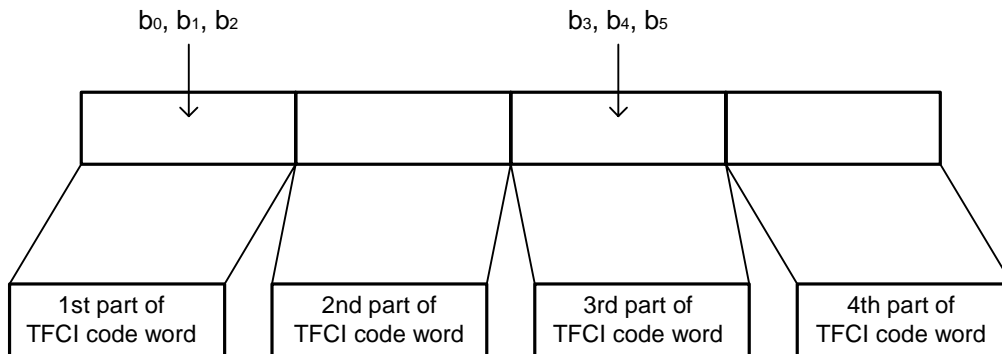 b0, b1, b2
b3, b4, b5
1st part of
TFCI code word
2nd part of
TFCI code word
3rd part of
TFCI code word
4th part of
TFCI code word